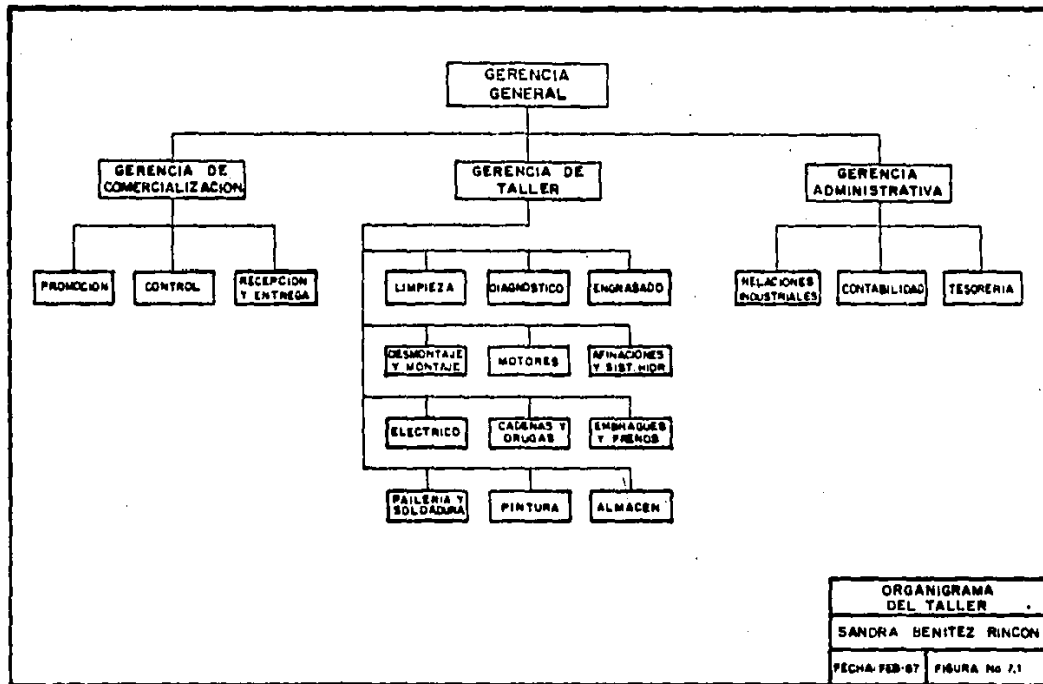 GERENCIA
GENERAL
GERENCIA DE
COMERCIALIZACION
GERENCIA DE
TALLER
GERENCIA
ADMINISTRATIVA
PROMOCION
CONTROL
RECEPCION
Y ENTREGA
LIMPIEZA
DIAGNOSTICO
ENGRASADO
RELACIONES
INDUSTRIALES
CONTABILIDAD
TESORERIA
DESMONTAJE
Y MONTAJE
MOTORES
AFINACIONES
Y SIST. HIDR.
ELECTRICO
CADENAS Y
ORUGAS
EMBRAGUES
Y FRENOS
PAILERIA Y
SOLDADURA
PINTURA
ALMACEN
ORGANIGRAMA
DEL TALLER
SANDRA BENITEZ RINCON
FECHA: FEB-87
FIGURA No 7.1